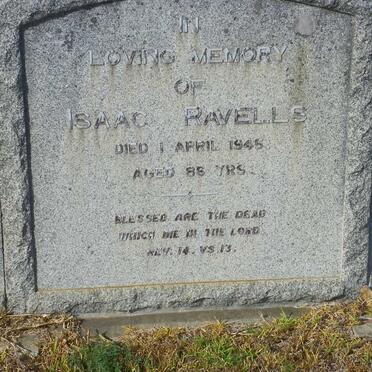 IN
LOVING MEMORY
OF
ISAAC RAVELLS
DIED 1 APRIL 1945
AGED 85 YRS.
BLESSED ARE THE DEAD
WHICH DIE IN THE LORD
REV. 14. VS. 13.